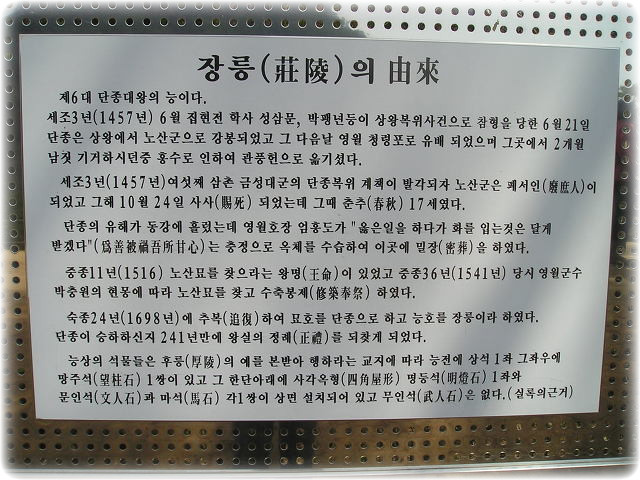 장릉(莊陵)의 由來
제6대 단종대왕의 능이다.
세조3년(1457년) 6월 집현전 학사 성삼문, 박팽년등이 상왕복위사건으로 참형을 당한 6월 21일
단종은 상왕에서 노산군으로 강봉되었고 그 다음날 영월 청령포로 유배 되었으며 그곳에서 2개월
남짓 기거하시던중 홍수로 인하여 관풍헌으로 옮기셨다.
세조3년(1457년)여섯째 삼촌 금성대군의 단종복위 계책이 발각되자 노산군은 폐서인(廢庶人)이
되었고 그해 10월 24일 사사(賜死) 되었는데 그때 춘추(春秋) 17세였다.
단종의 유해가 동강에 흘렀는데 영월호장 엄흥도가 "옳은일을 하다가 화를 입는것은 달게
받겠다"(爲善被禍吾所甘心)는 충정으로 옥체를 수습하여 이곳에 밀장(密葬)을 하였다.
중종11년(1516) 노산묘를 찾으라는 왕명(王命)이 있었고 중종36년(1541년) 당시 영월군수
박충원의 현몽에 따라 노산묘를 찾고 수축봉제(修築奉祭) 하였다.
숙종24년(1698년)에 추복(追復)하여 묘호를 단종으로 하고 능호를 장릉이라 하였다.
단종이 승하하신지 241년만에 왕실의 정례(正禮)를 되찾게 되었다.
능상의 석물들은 후릉(厚陵)의 예를 본받아 행하라는 교지에 따라 능전에 상석 1좌 그좌우에
망주석(望柱石) 1쌍이 있고 그 한단아래에 사각옥형(四角屋形) 명등석(明燈石) 1좌와
문인석(文人石)과 마석(馬石) 각1쌍이 상면 설치되어 있고 무인석(武人石)은 없다.(실록의근거)